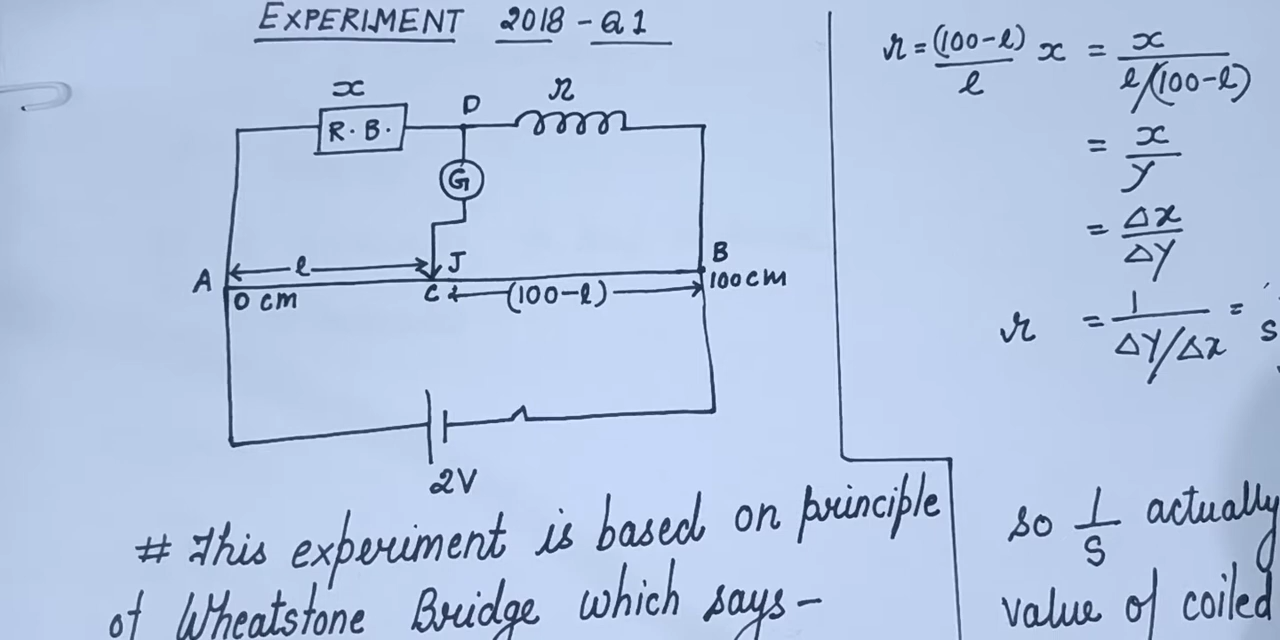 EXPERIMENT 2018 - Q1
x
R.B.
D
r
G
A
l
J
B
0 cm
C
(100-l)
100 cm
2V
# This experiment is based on principle
of Wheatstone Bridge which says -
r = (100-l)/l x = x/(l/(100-l))
= x/y
= Δx/Δy
r = 1/(Δy/Δx) =
so 1/s actually
value of coiled